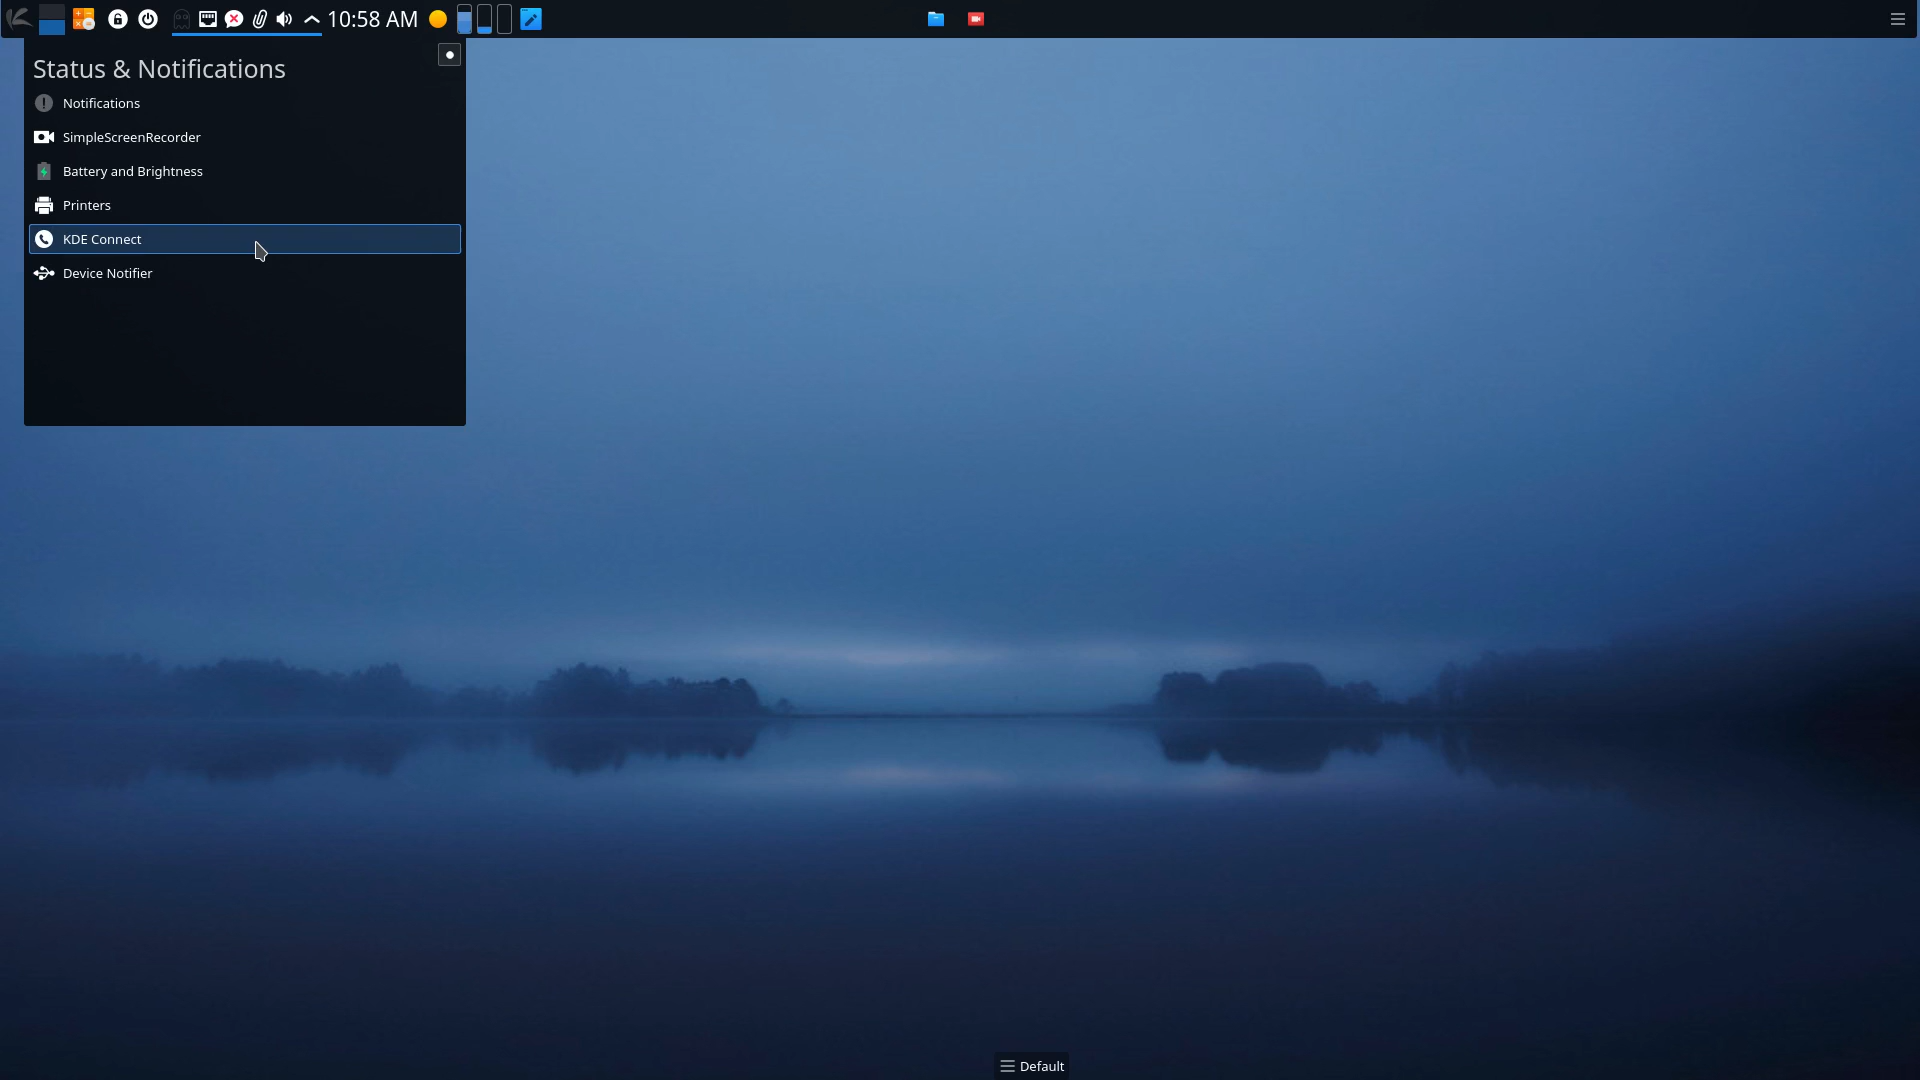 10:58 AM
Status & Notifications
Notifications
SimpleScreenRecorder
Battery and Brightness
Printers
KDE Connect
Device Notifier
Default